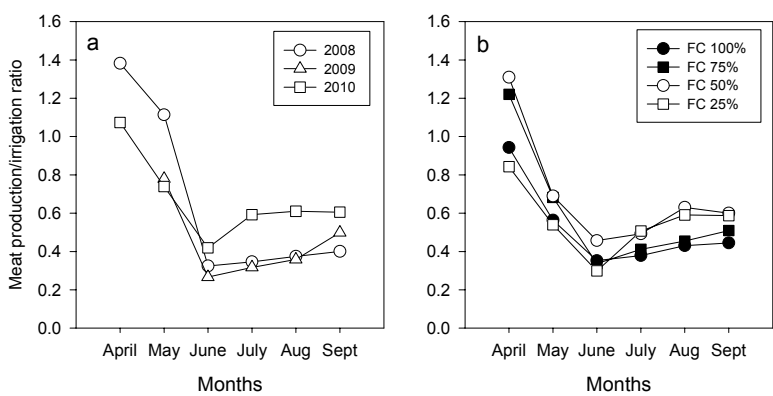 Meat production/irrigation ratio
1.6
1.4
1.2
1.0
0.8
0.6
0.4
0.2
0.0
a
2008
2009
2010
April May June July Aug Sept
Months
1.6
1.4
1.2
1.0
0.8
0.6
0.4
0.2
0.0
b
FC 100%
FC 75%
FC 50%
FC 25%
April May June July Aug Sept
Months